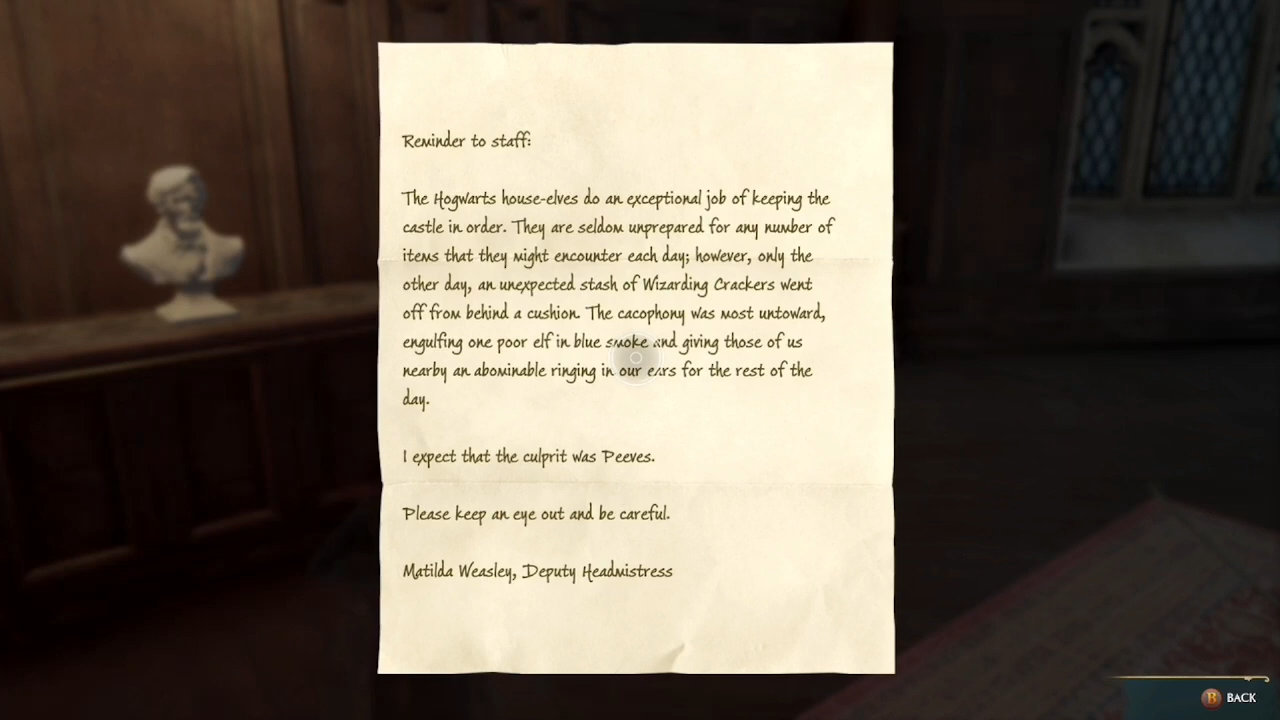 Reminder to staff:
The Hogwarts house-elves do an exceptional job of keeping the
castle in order. They are seldom unprepared for any number of
items that they might encounter each day; however, only the
other day, an unexpected stash of Wizarding Crackers went
off from behind a cushion. The cacophony was most untoward,
engulfing one poor elf in blue smoke and giving those of us
nearby an abominable ringing in our ears for the rest of the
day.
I expect that the culprit was Peeves.
Please keep an eye out and be careful.
Matilda Weasley, Deputy Headmistress
B BACK